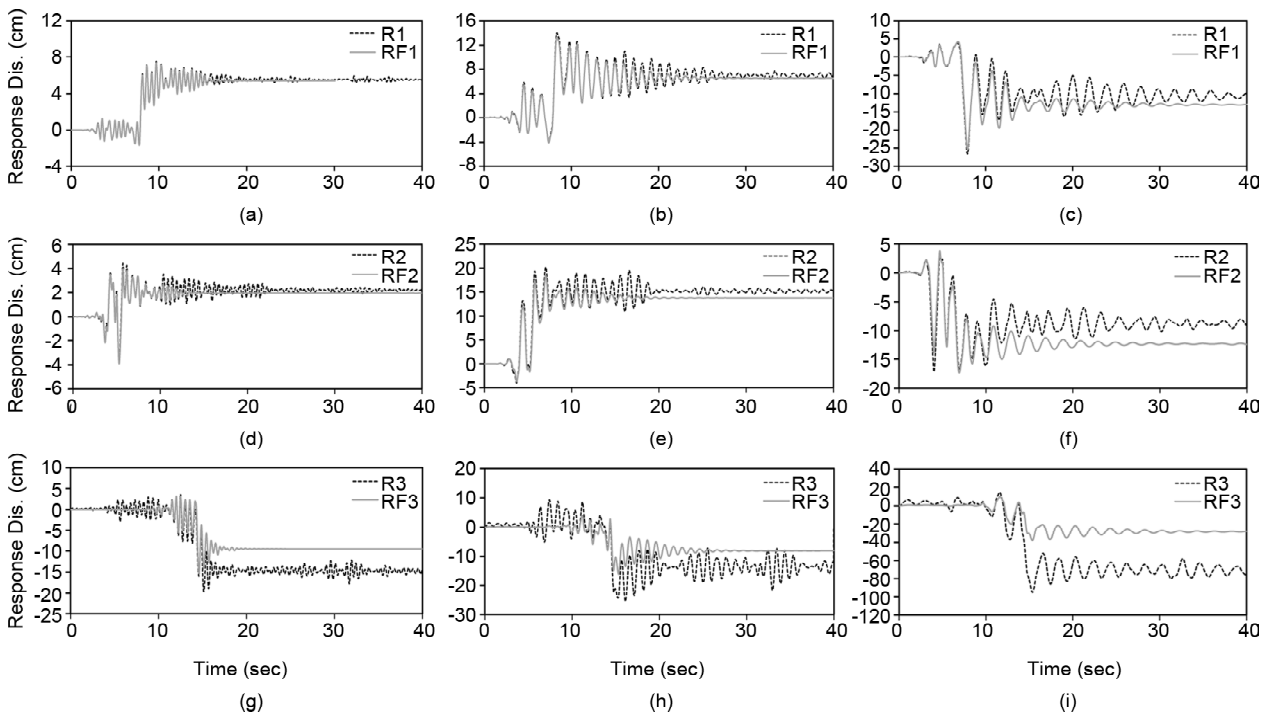 Response Dis. (cm)
12
8
4
0
-4
R1
RF1
0 10 20 30 40
(a)
16
12
8
4
0
-4
-8
R1
RF1
0 10 20 30 40
(b)
10
5
0
-5
-10
-15
-20
-25
-30
R1
RF1
0 10 20 30 40
(c)
Response Dis. (cm)
6
4
2
0
-2
-4
-6
R2
RF2
0 10 20 30 40
(d)
25
20
15
10
5
0
-5
R2
RF2
0 10 20 30 40
(e)
5
0
-5
-10
-15
-20
R2
RF2
0 10 20 30 40
(f)
Response Dis. (cm)
10
5
0
-5
-10
-15
-20
-25
R3
RF3
0 10 20 30 40
Time (sec)
(g)
20
10
0
-10
-20
-30
R3
RF3
0 10 20 30 40
Time (sec)
(h)
40
20
0
-20
-40
-60
-80
-100
-120
R3
RF3
0 10 20 30 40
Time (sec)
(i)